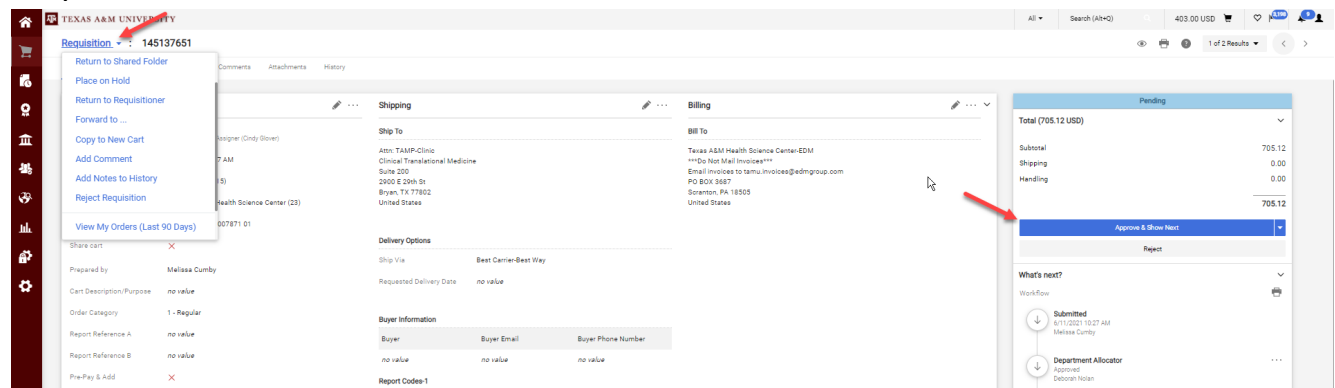 TEXAS A&M UNIVERSITY
All
Search (Alt+Q)
403.00 USD
9
Requisition : 145137651
1 of 2 Results
Comments Attachments History
Return to Shared Folder
Place on Hold
Return to Requisitioner
Forward to ...
Copy to New Cart
Add Comment
Add Notes to History
Reject Requisition
View My Orders (Last 90 Days)
Assigner (Cindy Glover)
7 AM
15)
Health Science Center (23)
007871 01
Share cart
Prepared by Melissa Cumby
Cart Description/Purpose no value
Order Category 1 - Regular
Report Reference A no value
Report Reference B no value
Pre-Pay & Add
Shipping
Ship To
Attn: TAMP-Clinic
Clinical Translational Medicine
Suite 200
2900 E 29th St
Bryan, TX 77802
United States
Delivery Options
Ship Via Best Carrier-Best Way
Requested Delivery Date no value
Buyer Information
Buyer Buyer Email Buyer Phone Number
no value no value no value
Report Codes-1
Billing
Bill To
Texas A&M Health Science Center-EDM
***Do Not Mail Invoices***
Email invoices to tamu.invoices@edmgroup.com
PO BOX 3687
Scranton, PA 18505
United States
Pending
Total (705.12 USD)
Subtotal 705.12
Shipping 0.00
Handling 0.00
705.12
Approve & Show Next
Reject
What's next?
Workflow
Submitted
6/11/2021 10:27 AM
Melissa Cumby
Department Allocator
Approved
Deborah Nolan